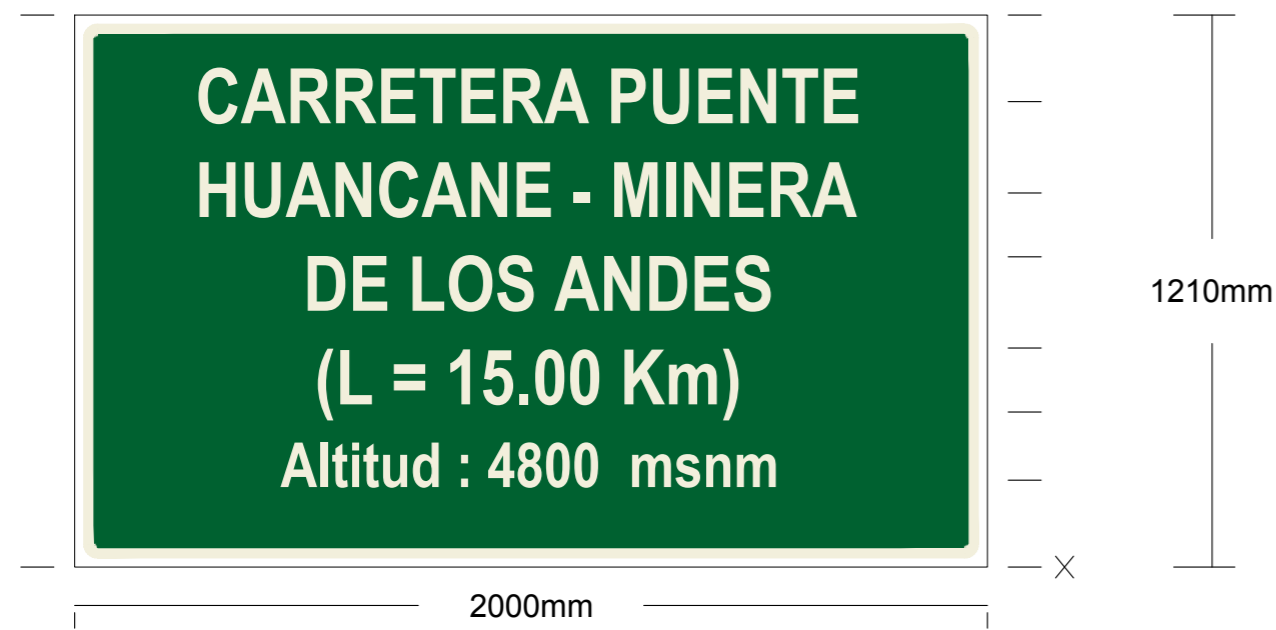 CARRETERA PUENTE
HUANCANE - MINERA
DE LOS ANDES
(L = 15.00 Km)
Altitud : 4800 msnm
1210mm
X
2000mm